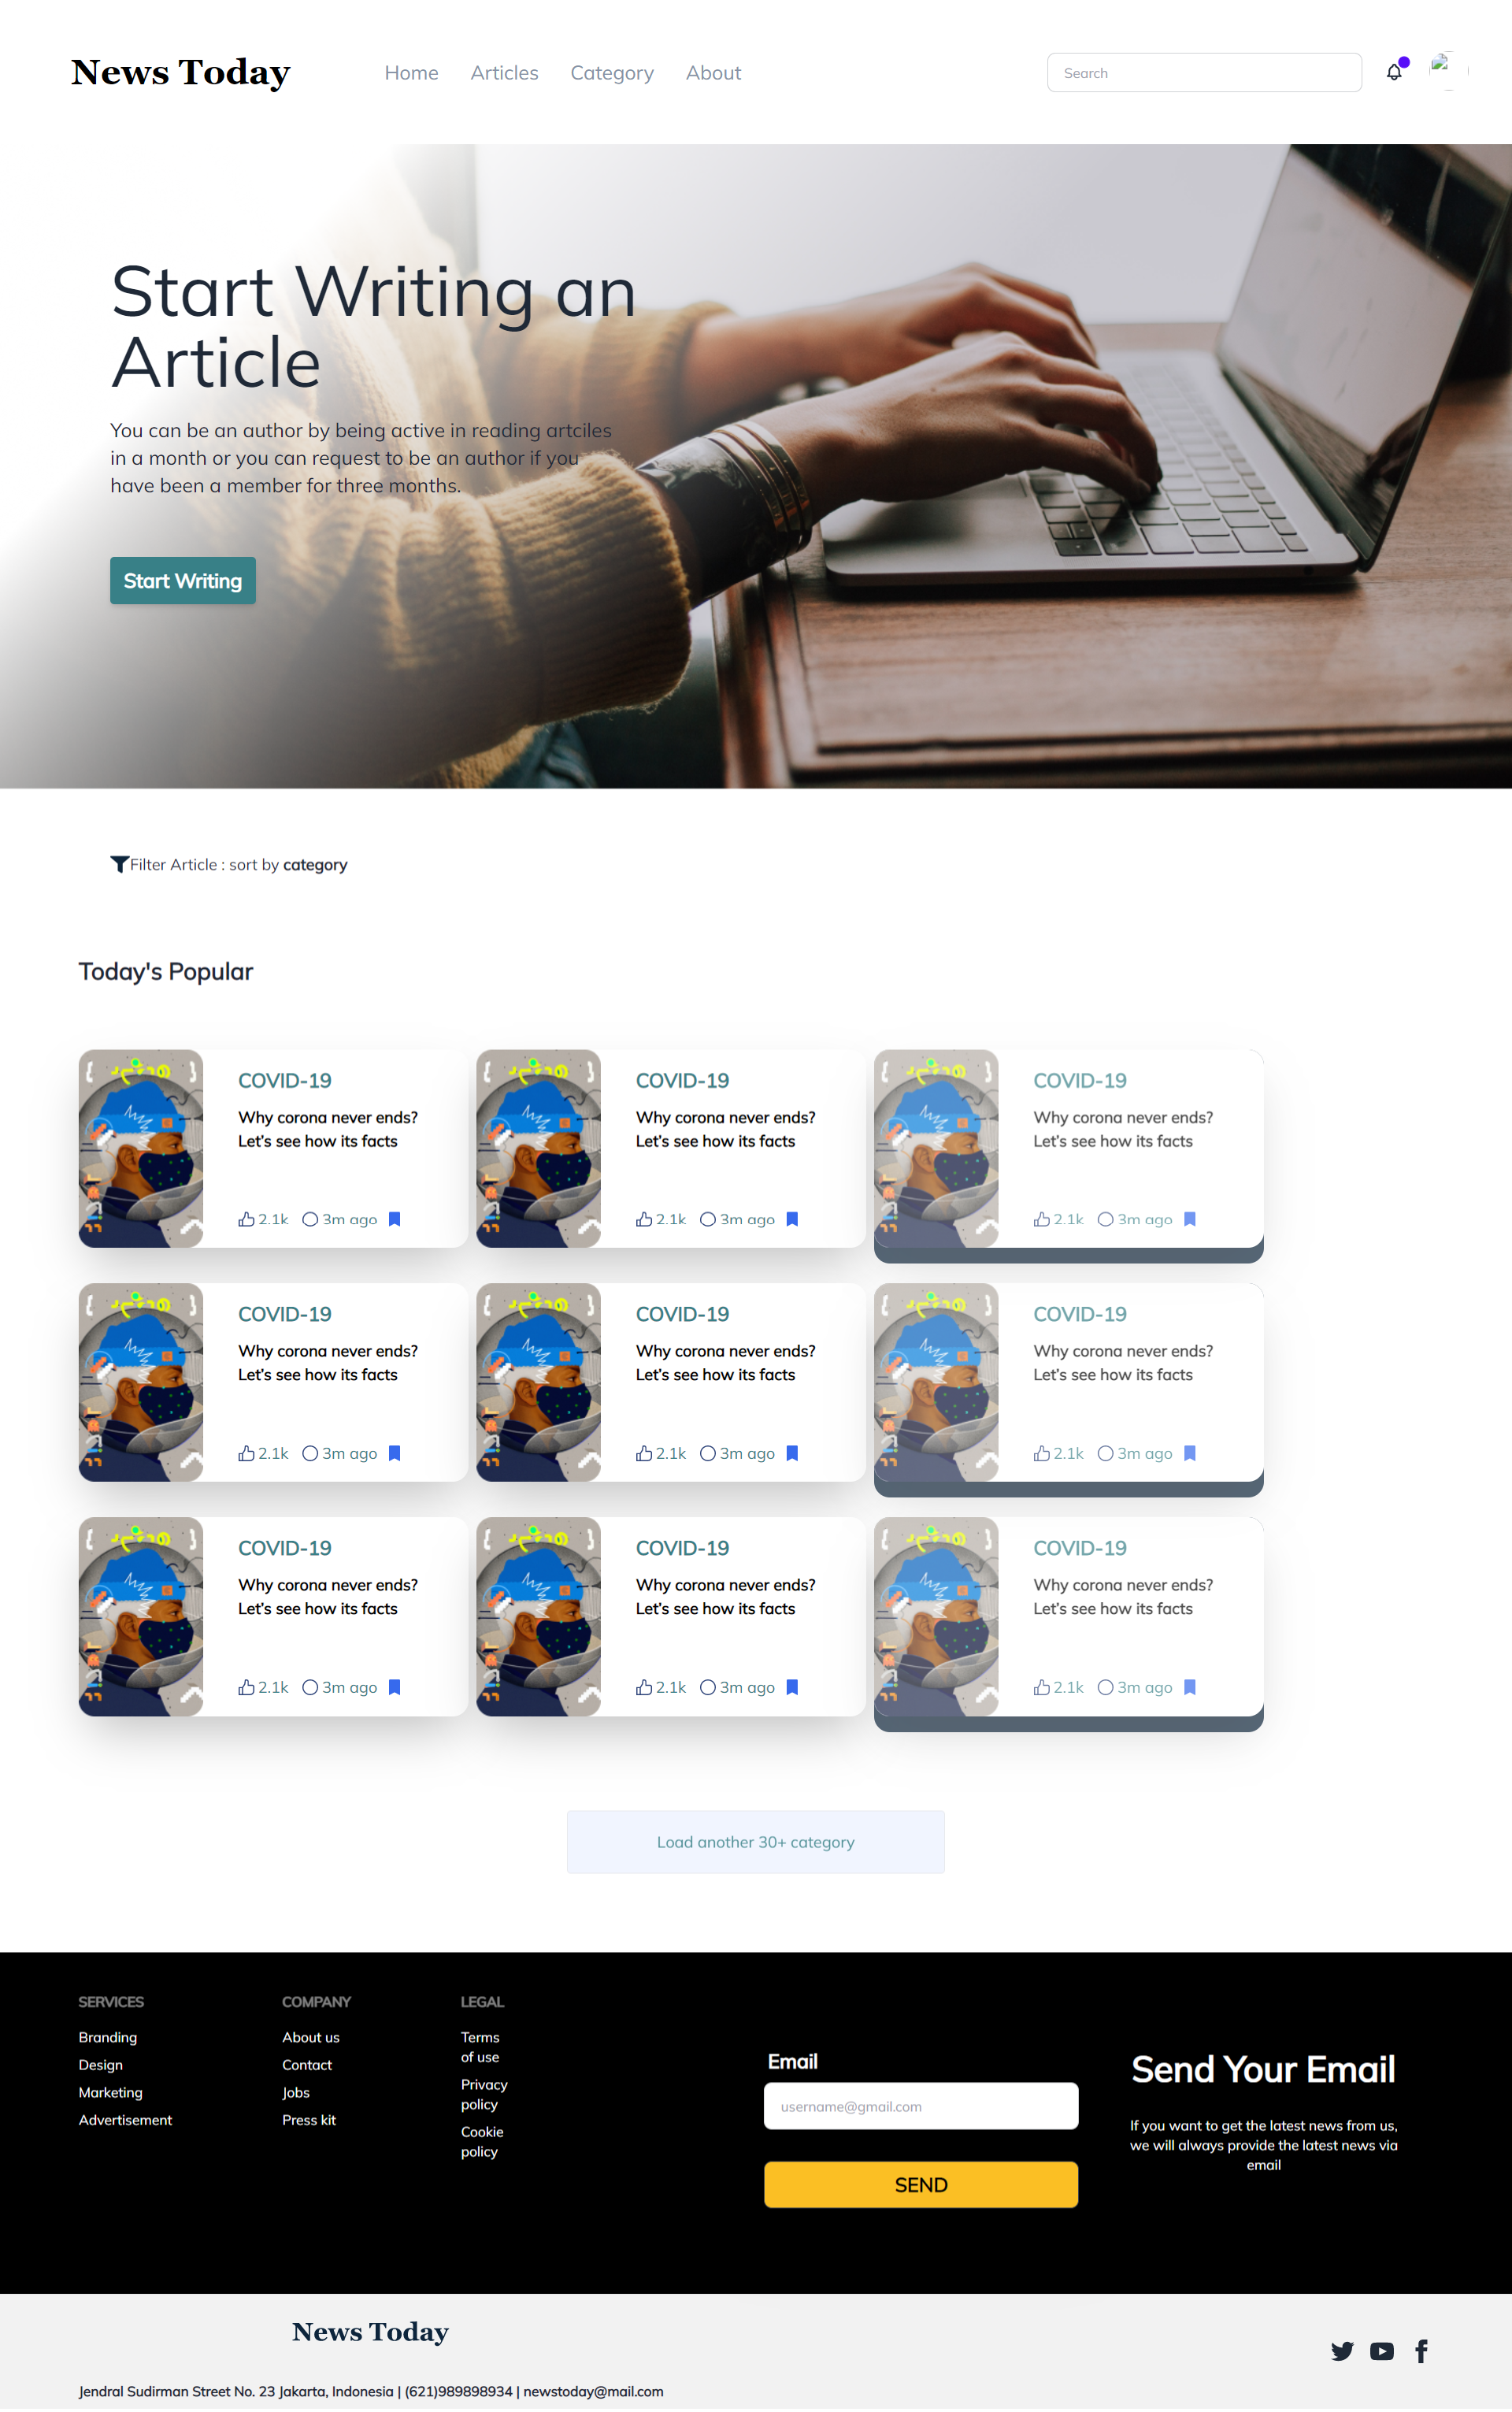 News Today
Home Articles Category About
Search
Start Writing an
Article
You can be an author by being active in reading artciles
in a month or you can request to be an author if you
have been a member for three months.
Start Writing
Filter Article : sort by category
Today's Popular
COVID-19
Why corona never ends?
Let's see how its facts
2.1k 3m ago
COVID-19
Why corona never ends?
Let's see how its facts
2.1k 3m ago
COVID-19
Why corona never ends?
Let's see how its facts
2.1k 3m ago
COVID-19
Why corona never ends?
Let's see how its facts
2.1k 3m ago
COVID-19
Why corona never ends?
Let's see how its facts
2.1k 3m ago
COVID-19
Why corona never ends?
Let's see how its facts
2.1k 3m ago
COVID-19
Why corona never ends?
Let's see how its facts
2.1k 3m ago
COVID-19
Why corona never ends?
Let's see how its facts
2.1k 3m ago
COVID-19
Why corona never ends?
Let's see how its facts
2.1k 3m ago
Load another 30+ category
SERVICES
Branding
Design
Marketing
Advertisement
COMPANY
About us
Contact
Jobs
Press kit
LEGAL
Terms
of use
Privacy
policy
Cookie
policy
Email
username@gmail.com
SEND
Send Your Email
If you want to get the latest news from us,
we will always provide the latest news via
email
News Today
Jendral Sudirman Street No. 23 Jakarta, Indonesia | (621)989898934 | newstoday@mail.com